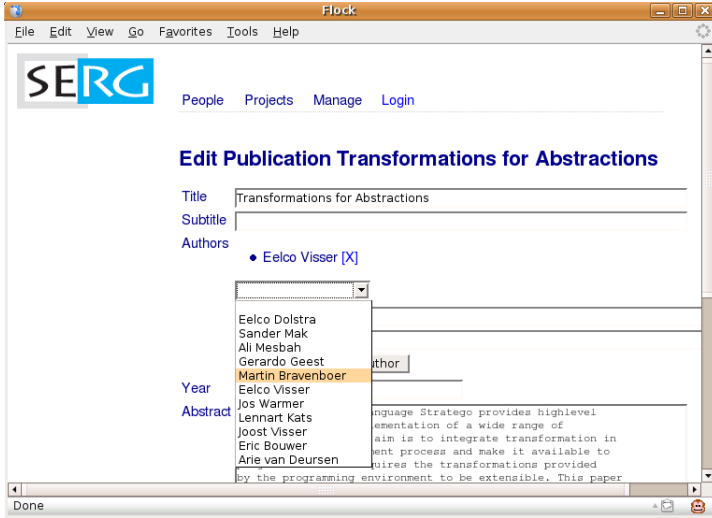 Flock
File Edit View Go Favorites Tools Help
SERG
People Projects Manage Login
Edit Publication Transformations for Abstractions
Title Transformations for Abstractions
Subtitle
Authors
• Eelco Visser [X]
Eelco Dolstra
Sander Mak
Ali Mesbah
Gerardo Geest
Martin Bravenboer
Eelco Visser
Jos Warmer
Lennart Kats
Joost Visser
Eric Bouwer
Arie van Deursen
thor
Year
Abstract
nguage Stratego provides highlevel
ementation of a wide range of
aim is to integrate transformation in
ent process and make it available to
uires the transformations provided
by the programming environment to be extensible. This paper
Done